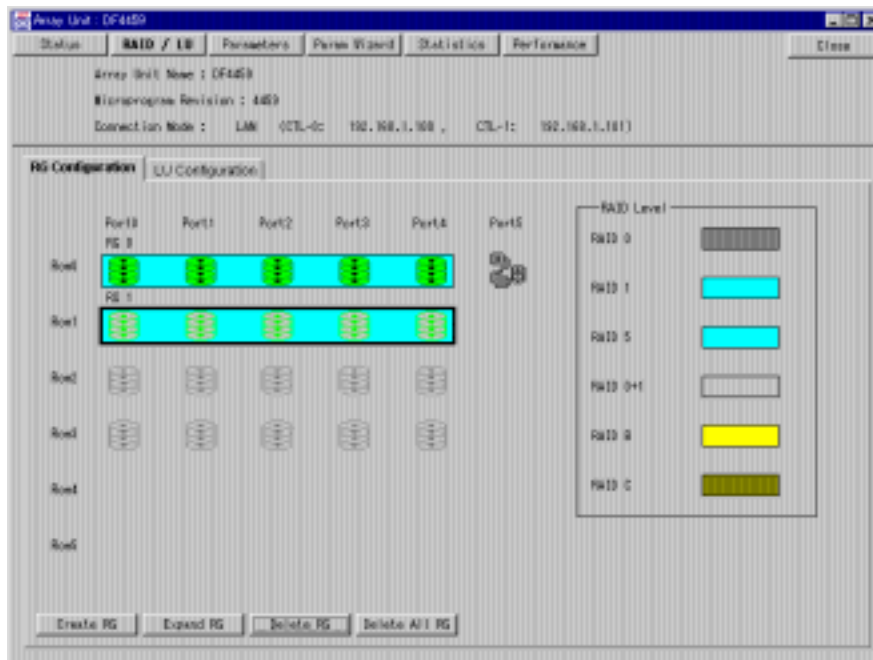 Array Unit : DF4459
Status RAID / LU Parameters Param Wizard Statistics Performance Close
Array Unit Name : DF4459
Microprogram Revision : 4459
Connection Mode : LAN (CTL-0: 192.168.1.100 , CTL-1: 192.168.1.101)
RG Configuration LU Configuration
Port0 Port1 Port2 Port3 Port4 Port5
RG 0
Row0
RG 1
Row1
Row2
Row3
Row4
Row5
RAID Level
RAID 0
RAID 1
RAID 5
RAID 0+1
RAID
RAID
Create RG Expand RG Delete RG Delete All RG